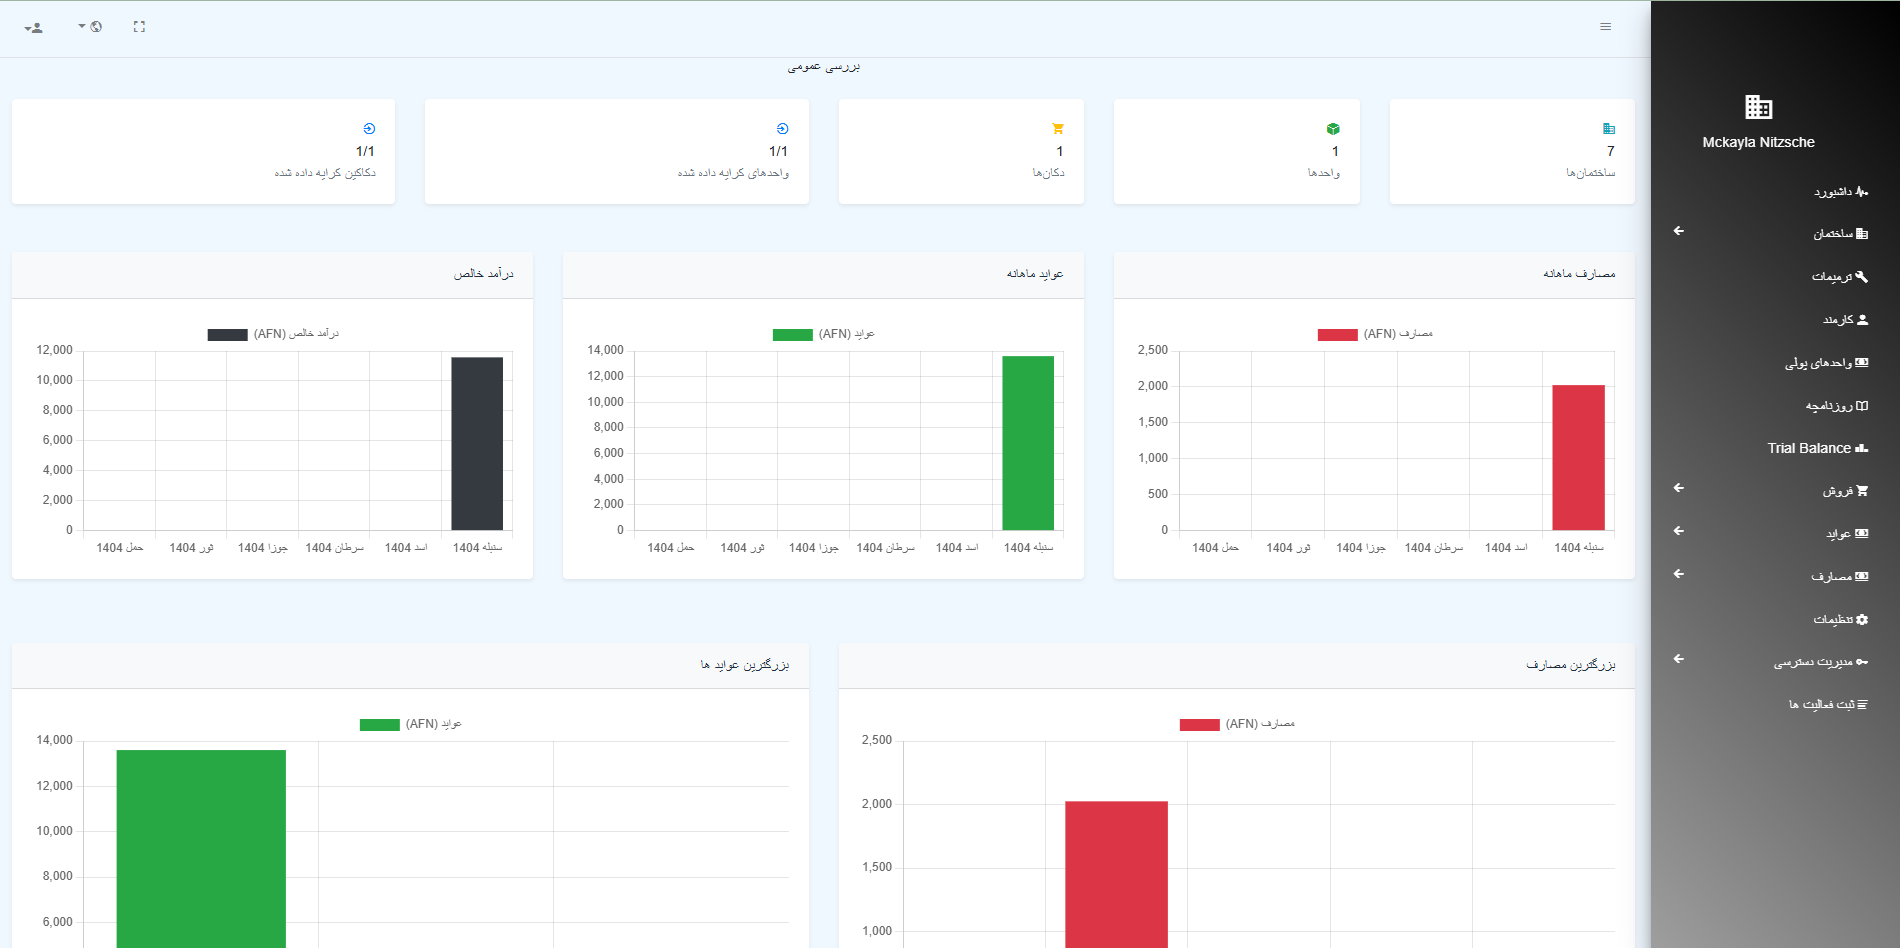 Mckayla Nitzsche
داشبورد
ساختمان
ترمیمات
کارمند
واحدهای پولی
روزنامچه
Trial Balance
فروش
عواید
مصارف
تنظیمات
مدیریت دسترسی
ثبت فعالیت ها
بررسی عمومی
7
ساختمان‌ها
1
واحدها
1
دکان‌ها
1/1
واحدهای کرایه داده شده
1/1
دکاکین کرایه داده شده
مصارف ماهانه
مصارف (AFN)
2,500
2,000
1,500
1,000
500
0
حمل 1404
ثور 1404
جوزا 1404
سرطان 1404
اسد 1404
سنبله 1404
عواید ماهانه
عواید (AFN)
14,000
12,000
10,000
8,000
6,000
4,000
2,000
0
حمل 1404
ثور 1404
جوزا 1404
سرطان 1404
اسد 1404
سنبله 1404
درآمد خالص
درآمد خالص (AFN)
12,000
10,000
8,000
6,000
4,000
2,000
0
حمل 1404
ثور 1404
جوزا 1404
سرطان 1404
اسد 1404
سنبله 1404
بزرگترین مصارف
مصارف (AFN)
2,500
2,000
1,500
1,000
بزرگترین عواید ها
عواید (AFN)
14,000
12,000
10,000
8,000
6,000